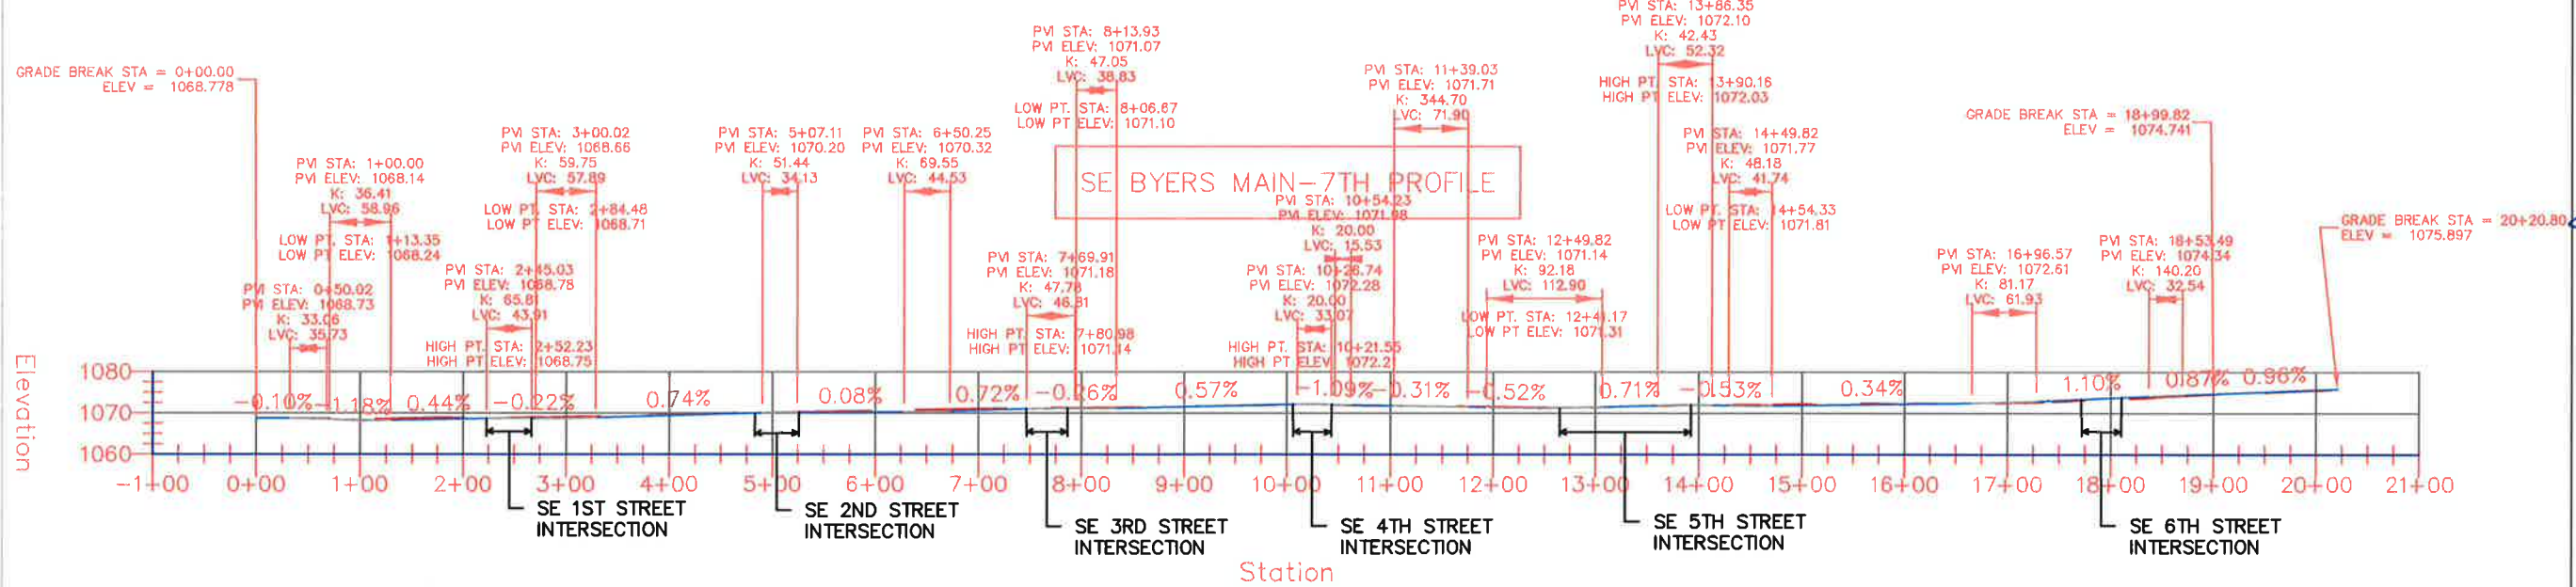 GRADE BREAK STA = 0+00.00
ELEV = 1068.778
PVI STA: 0+50.02
PVI ELEV: 1068.73
K: 33.06
LVC: 35.73
PVI STA: 1+00.00
PVI ELEV: 1068.14
K: 36.41
LVC: 58.96
LOW PT. STA: 1+13.35
LOW PT ELEV: 1068.24
PVI STA: 2+45.03
PVI ELEV: 1068.78
K: 65.81
LVC: 43.91
HIGH PT. STA: 2+52.23
HIGH PT ELEV: 1068.75
PVI STA: 3+00.02
PVI ELEV: 1068.66
K: 59.75
LVC: 57.89
LOW PT. STA: 2+84.48
LOW PT ELEV: 1068.71
PVI STA: 5+07.11
PVI ELEV: 1070.20
K: 51.44
LVC: 34.13
PVI STA: 6+50.25
PVI ELEV: 1070.32
K: 69.55
LVC: 44.53
PVI STA: 7+69.91
PVI ELEV: 1071.18
K: 47.78
LVC: 46.81
HIGH PT. STA: 7+80.98
HIGH PT ELEV: 1071.14
PVI STA: 8+13.93
PVI ELEV: 1071.07
K: 47.05
LVC: 38.83
LOW PT. STA: 8+06.67
LOW PT ELEV: 1071.10
SE BYERS MAIN-7TH PROFILE
PVI STA: 10+54.23
PVI ELEV: 1071.98
K: 20.00
LVC: 15.53
PVI STA: 10+26.74
PVI ELEV: 1072.28
K: 20.00
LVC: 33.07
HIGH PT. STA: 10+21.55
HIGH PT ELEV: 1072.21
PVI STA: 11+39.03
PVI ELEV: 1071.71
K: 344.70
LVC: 71.90
PVI STA: 12+49.82
PVI ELEV: 1071.14
K: 92.18
LVC: 112.90
LOW PT. STA: 12+41.17
LOW PT ELEV: 1071.31
PVI STA: 13+86.35
PVI ELEV: 1072.10
K: 42.43
LVC: 52.32
HIGH PT. STA: 13+90.16
HIGH PT ELEV: 1072.03
PVI STA: 14+49.82
PVI ELEV: 1071.77
K: 48.18
LVC: 41.74
LOW PT. STA: 14+54.33
LOW PT ELEV: 1071.81
PVI STA: 16+96.57
PVI ELEV: 1072.61
K: 81.17
LVC: 61.93
PVI STA: 18+53.49
PVI ELEV: 1074.34
K: 140.20
LVC: 32.54
GRADE BREAK STA = 18+99.82
ELEV = 1074.741
GRADE BREAK STA = 20+20.80
ELEV = 1075.897
Elevation
1080
1070
1060
-0.10% -1.18% 0.44% -0.22% 0.74% 0.08% 0.72% -0.26% 0.57% -1.09% -0.31% -0.52% 0.71% -0.53% 0.34% 1.10% 0.87% 0.96%
-1+00 0+00 1+00 2+00 3+00 4+00 5+00 6+00 7+00 8+00 9+00 10+00 11+00 12+00 13+00 14+00 15+00 16+00 17+00 18+00 19+00 20+00 21+00
SE 1ST STREET
INTERSECTION
SE 2ND STREET
INTERSECTION
SE 3RD STREET
INTERSECTION
SE 4TH STREET
INTERSECTION
SE 5TH STREET
INTERSECTION
SE 6TH STREET
INTERSECTION
Station